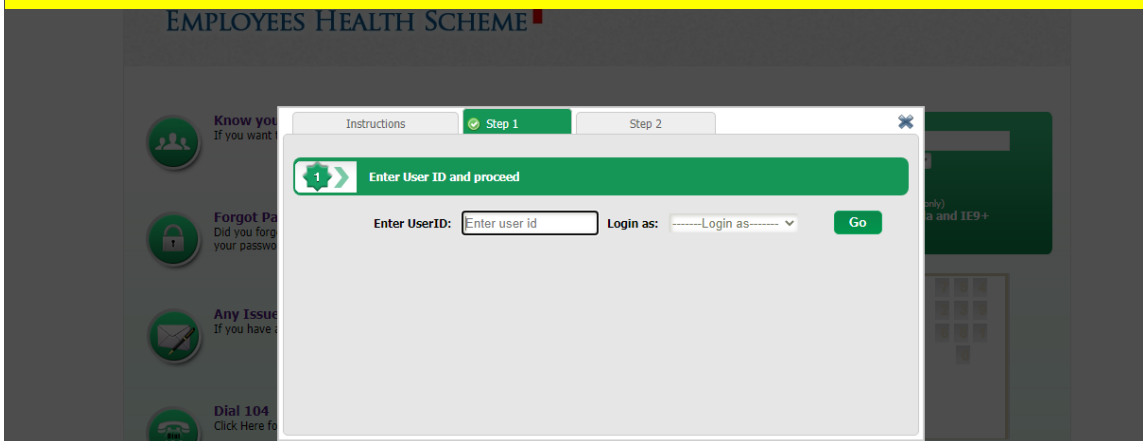 EMPLOYEES HEALTH SCHEME
Know you
If you want t
Instructions
Step 1
Step 2
1
Enter User ID and proceed
Enter UserID:
Enter user id
Login as:
-------Login as-------
Go
only)
a and IE9+
Forgot Pa
Did you forg
your passwo
Any Issue
If you have a
Dial 104
Click Here fo